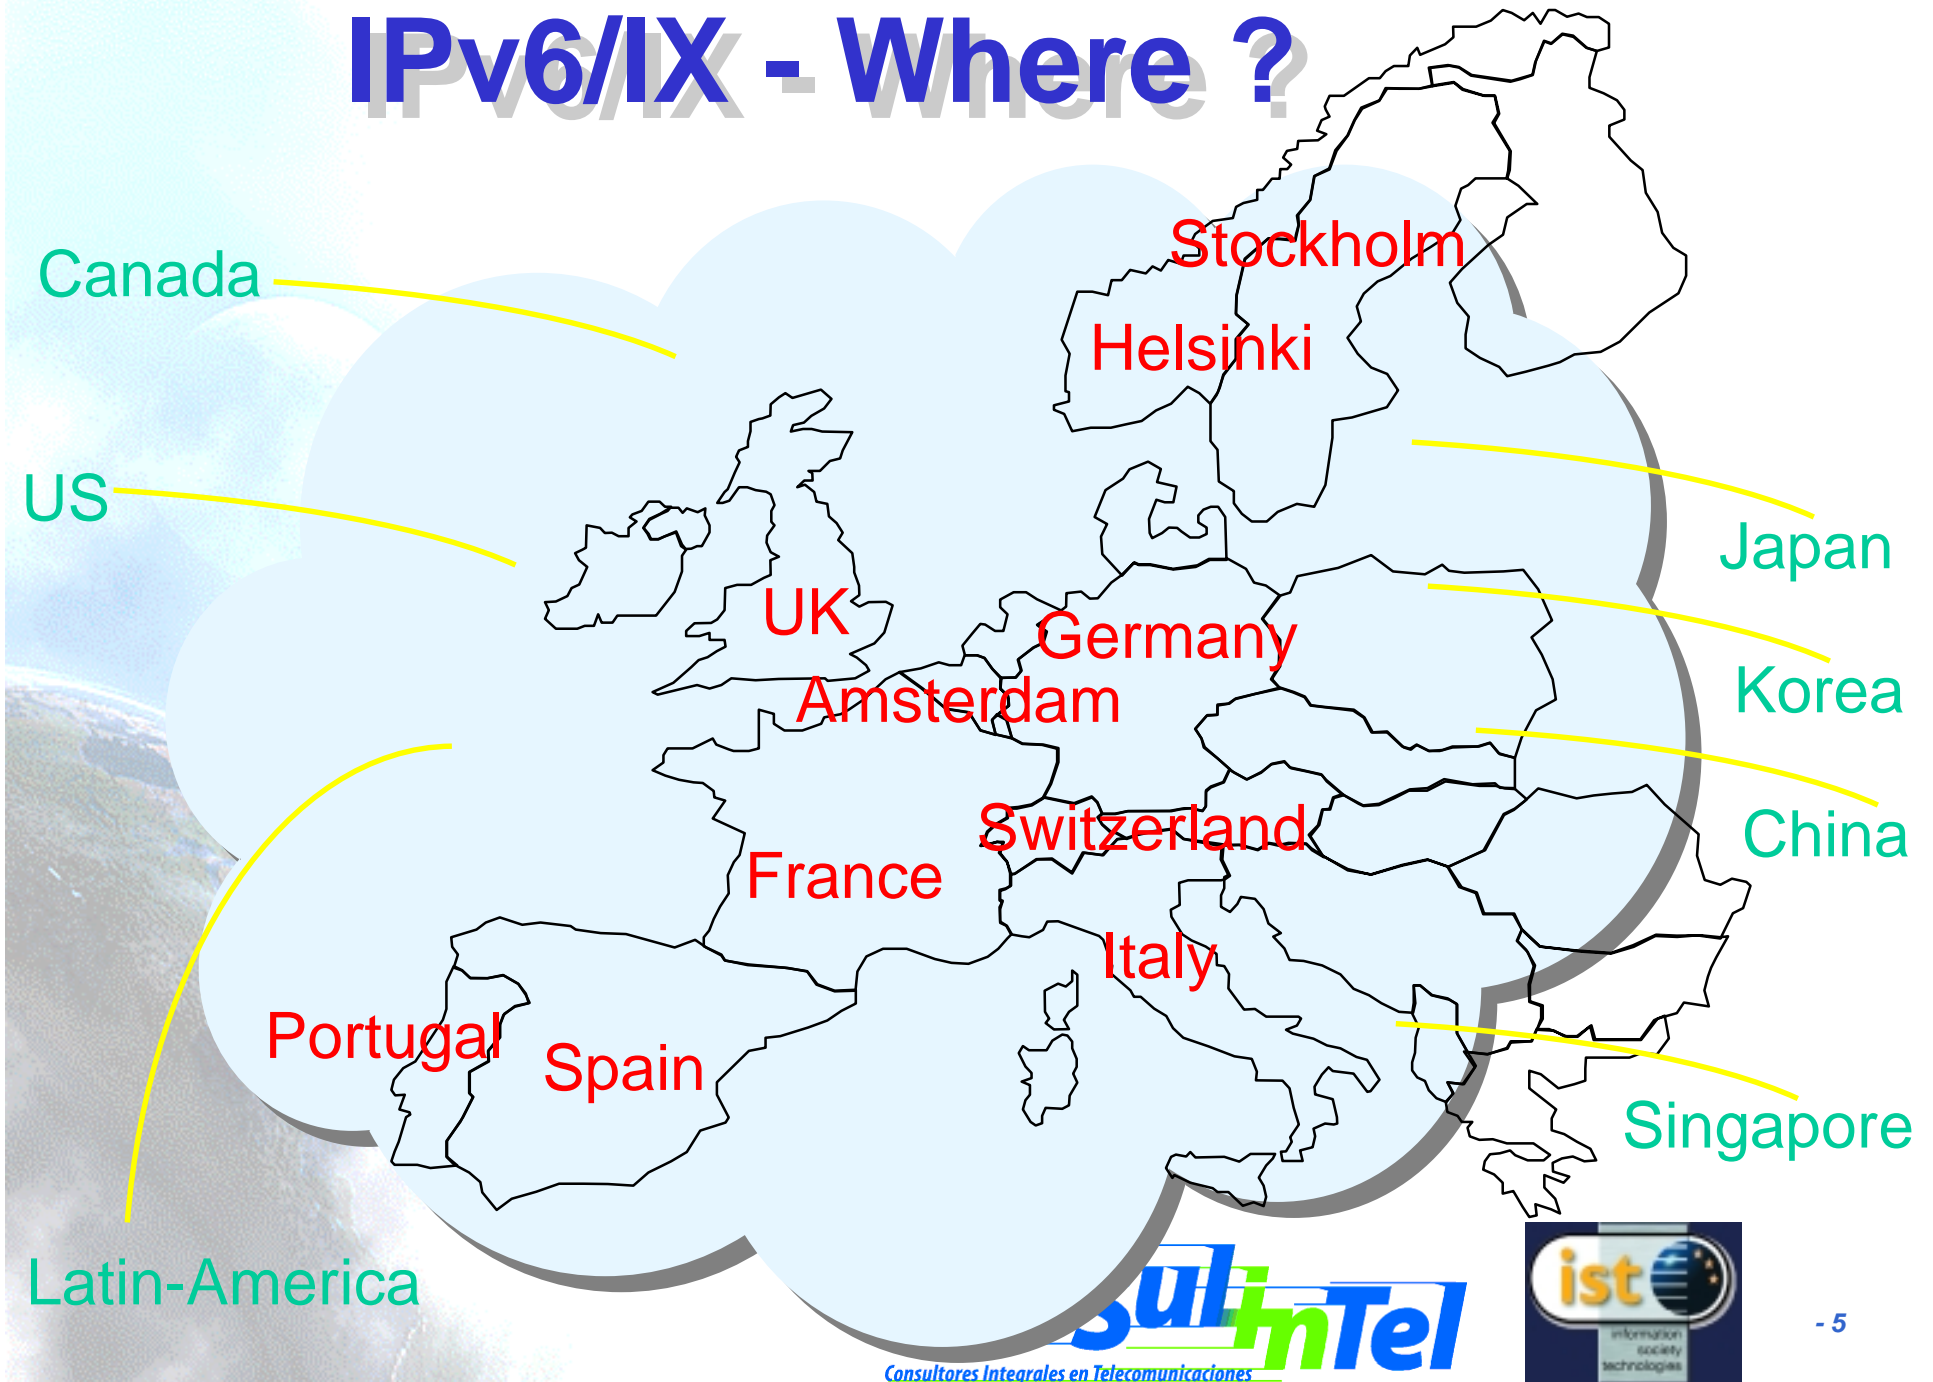 IPv6/IX - Where ?
Stockholm
Canada
Helsinki
US
Japan
UK
Germany
Korea
Amsterdam
Switzerland
China
France
Italy
Portugal
Spain
Singapore
Latin-America
sulinTel
Consultores Integrales en Telecomunicaciones
ist
information
society
technologies
- 5